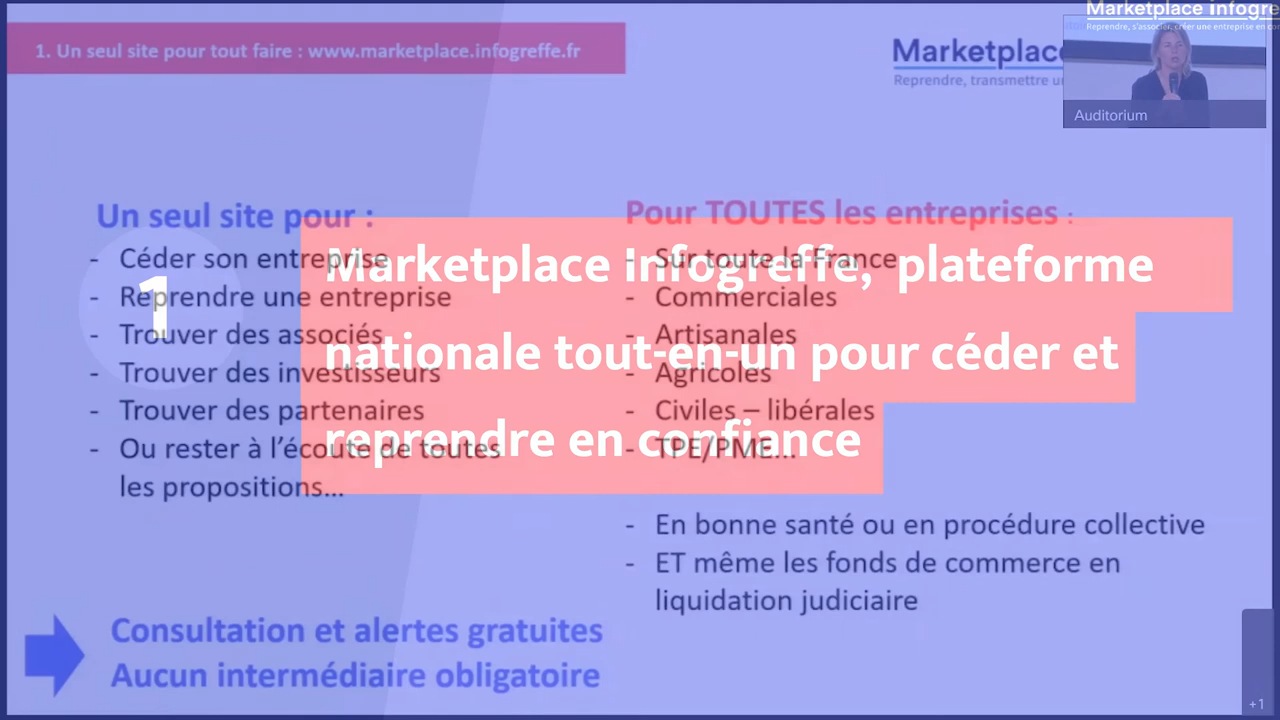 Marketplace Infogre
Reprendre, s'associer, créer une entreprise en con
1. Un seul site pour tout faire : www.marketplace.infogreffe.fr
Marketplace
Reprendre, transmettre u
Auditorium
Un seul site pour :
- Céder son entreprise
- Reprendre une entreprise
- Trouver des associés
- Trouver des investisseurs
- Trouver des partenaires
- Ou rester à l'écoute de toutes
les propositions...
Pour TOUTES les entreprises :
- Sur toute la France
- Commerciales
- Artisanales
- Agricoles
- Civiles – libérales
- TPE/PME...
- En bonne santé ou en procédure collective
- ET même les fonds de commerce en
liquidation judiciaire
1
Marketplace Infogreffe, plateforme
nationale tout-en-un pour céder et
reprendre en confiance
Consultation et alertes gratuites
Aucun intermédiaire obligatoire
+1